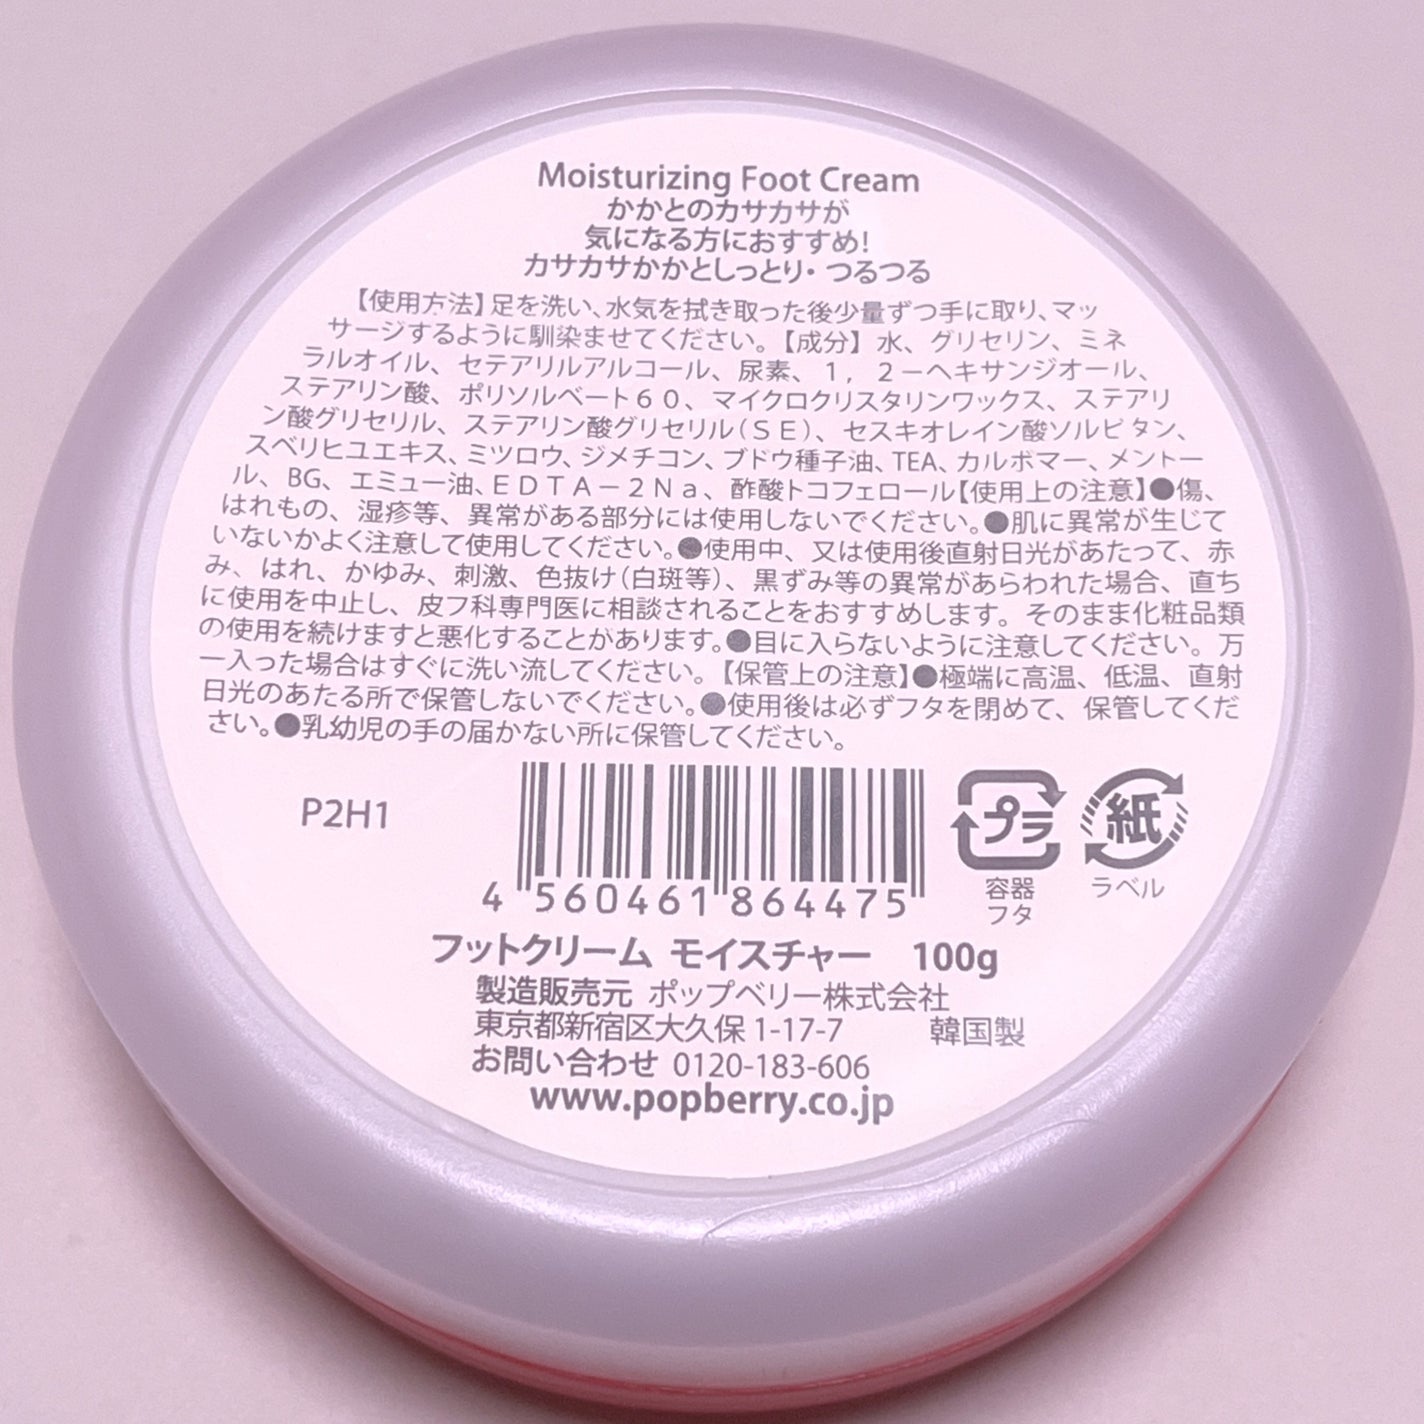 Moisturizing Foot Cream
かかとのカサカサが
気になる方におすすめ!
カサカサかかとしっとり・つるつる
【使用方法】足を洗い、水気を拭き取った後少量ずつ手に取り、マッ
サージするように馴染ませてください。【成分】水、グリセリン、ミネ
ラルオイル、セテアリルアルコール、尿素、1，2－ヘキサンジオール、
ステアリン酸、ポリソルベート60、マイクロクリスタリンワックス、ステアリ
ン酸グリセリル、ステアリン酸グリセリル(SE)、セスキオレイン酸ソルビタン、
スベリヒユエキス、ミツロウ、ジメチコン、ブドウ種子油、TEA、カルボマー、メントー
ル、BG、エミュー油、EDTA－2Na、酢酸トコフェロール【使用上の注意】●傷、
はれもの、湿疹等、異常がある部分には使用しないでください。●肌に異常が生じて
いないかよく注意して使用してください。●使用中、又は使用後直射日光があたって、赤
み、はれ、かゆみ、刺激、色抜け(白斑等)、黒ずみ等の異常があらわれた場合、直ち
に使用を中止し、皮フ科専門医に相談されることをおすすめします。そのまま化粧品類
の使用を続けますと悪化することがあります。●目に入らないように注意してください。万
一入った場合はすぐに洗い流してください。【保管上の注意】●極端に高温、低温、直射
日光のあたる所で保管しないでください。●使用後は必ずフタを閉めて、保管してくだ
さい。●乳幼児の手の届かない所に保管してください。
P2H1
4 560461 864475
プラ
容器
フタ
紙
ラベル
フットクリーム モイスチャー 100g
製造販売元 ポップベリー株式会社
東京都新宿区大久保 1-17-7 韓国製
お問い合わせ 0120-183-606
www.popberry.co.jp